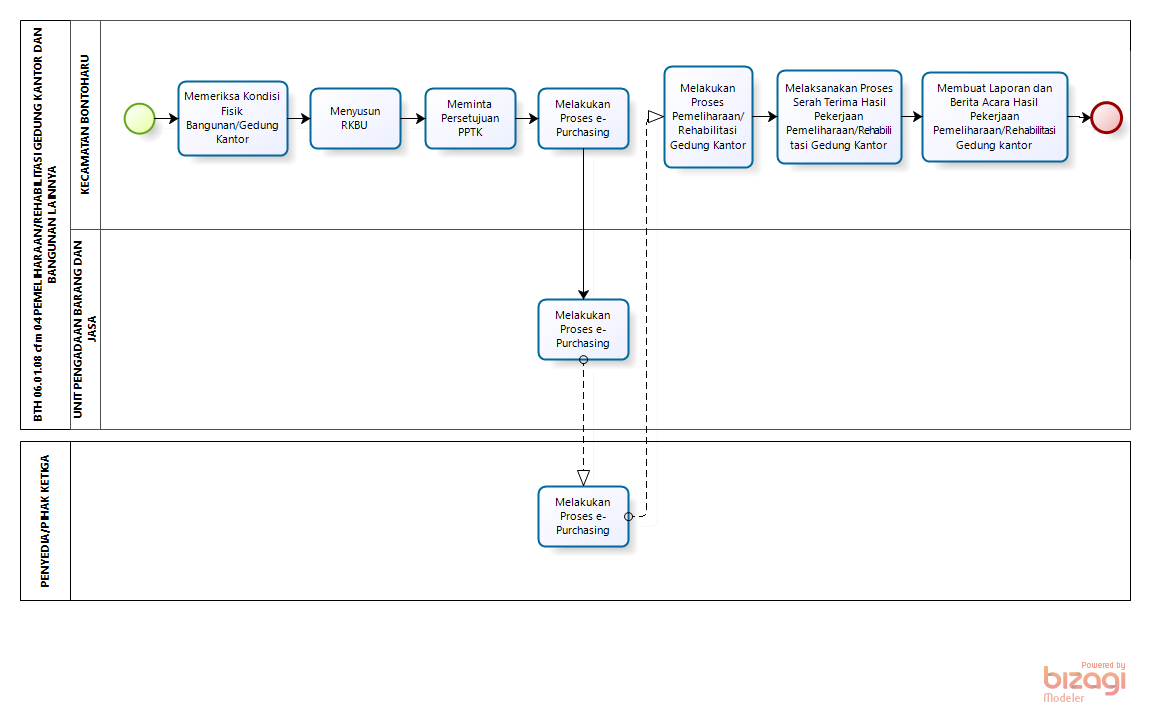 BTH 06.01.08 cfm 04 PEMELIHARAAN/REHABILITASI GEDUNG KANTOR DAN
BANGUNAN LAINNYA
KECAMATAN BONTOHARU
Memeriksa Kondisi
Fisik
Bangunan/Gedung
Kantor
Menyusun
RKBU
Meminta
Persetujuan
PPTK
Melakukan
Proses e-
Purchasing
Melakukan
Proses
Pemeliharaan/
Rehabilitasi
Gedung Kantor
Melaksanakan Proses
Serah Terima Hasil
Pekerjaan
Pemeliharaan/Rehabili
tasi Gedung Kantor
Membuat Laporan dan
Berita Acara Hasil
Pekerjaan
Pemeliharaan/Rehabilitasi
Gedung kantor
UNIT PENGADAAN BARANG DAN
JASA
Melakukan
Proses e-
Purchasing
PENYEDIA/PIHAK KETIGA
Melakukan
Proses e-
Purchasing
Powered by
bizagi
Modeler